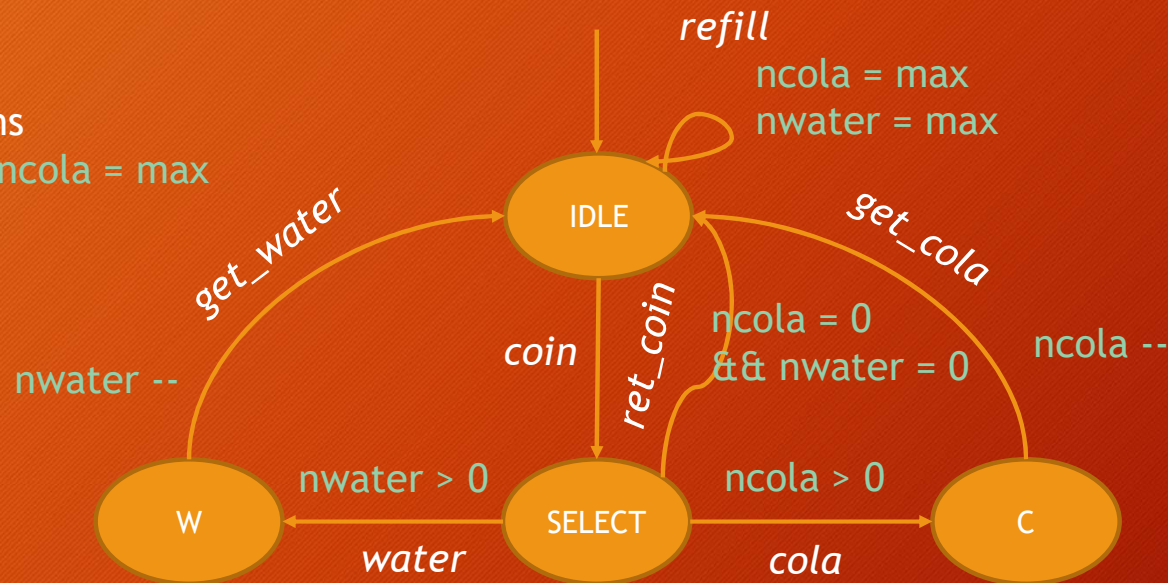 refill
ncola = max
nwater = max
ncola = max
IDLE
get_water
get_cola
coin
ret_coin
ncola = 0
&& nwater = 0
ncola --
nwater --
nwater > 0
ncola > 0
W
SELECT
C
water
cola